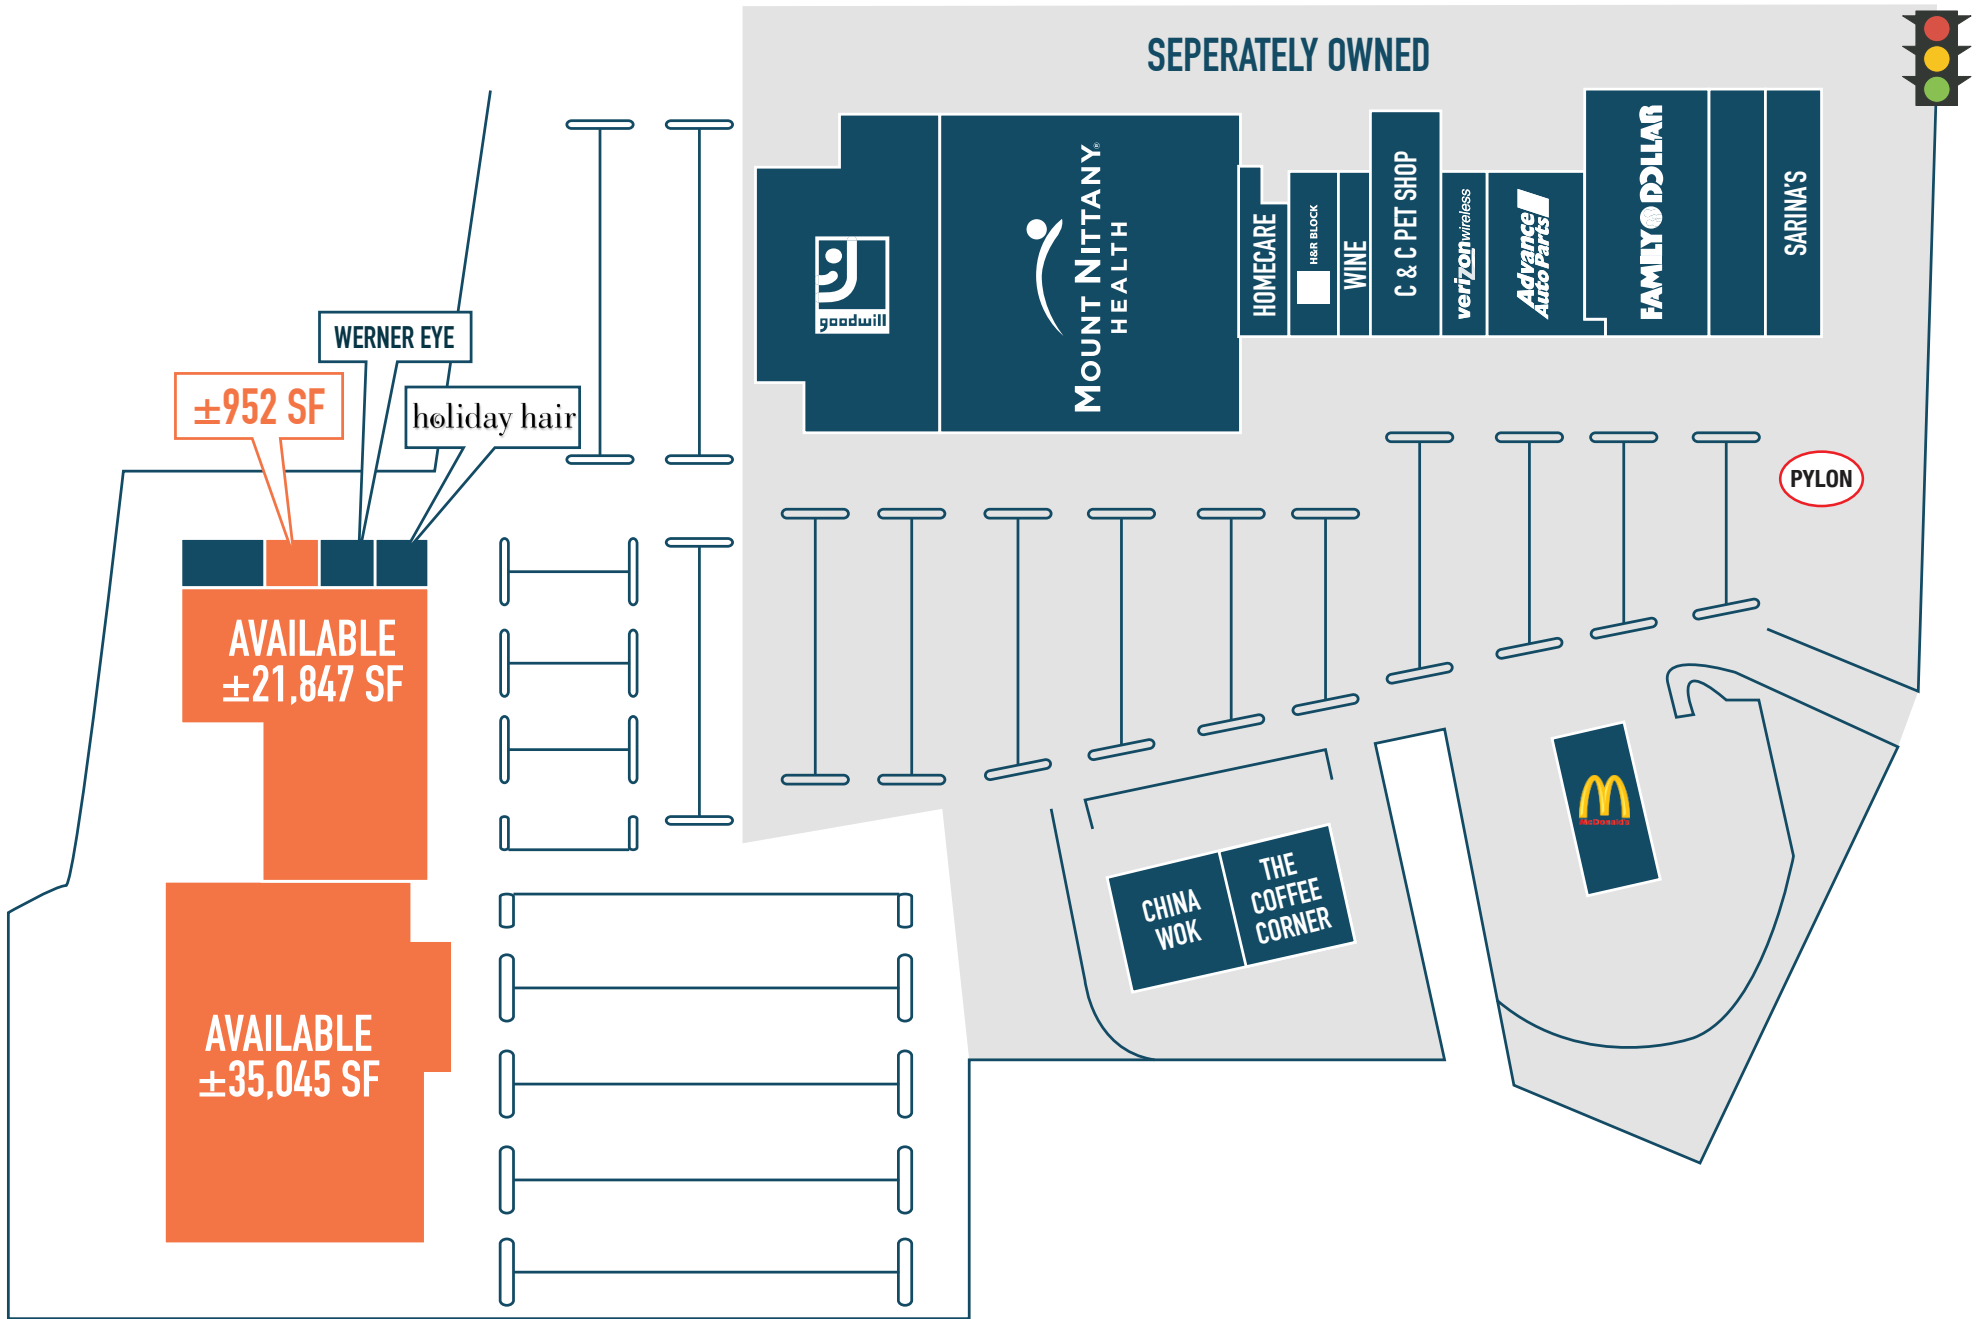 SEPERATELY OWNED
goodwill
MOUNT NITTANY®
HEALTH
HOMECARE
H&R BLOCK
WINE
C & C PET SHOP
verizonwireless
Advance
Auto Parts
FAMILY DOLLAR
SARINA'S
WERNER EYE
±952 SF
holiday hair
PYLON
AVAILABLE
±21,847 SF
McDonald's
THE
COFFEE
CORNER
CHINA
WOK
AVAILABLE
±35,045 SF